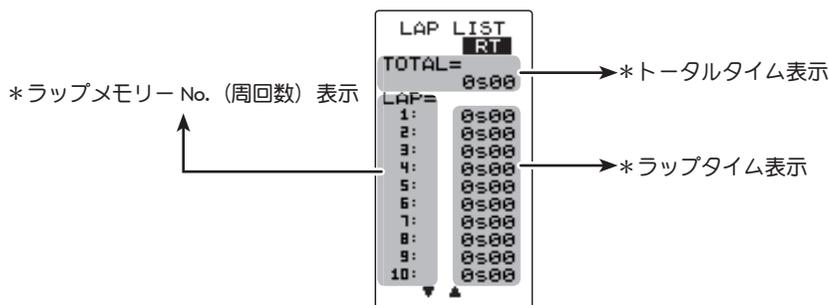 LAP LIST
RT
TOTAL=
0s00
LAP=
1: 0s00
2: 0s00
3: 0s00
4: 0s00
5: 0s00
6: 0s00
7: 0s00
8: 0s00
9: 0s00
10: 0s00
▼ ▲
*ラップメモリー No.（周回数）表示
*トータルタイム表示
*ラップタイム表示